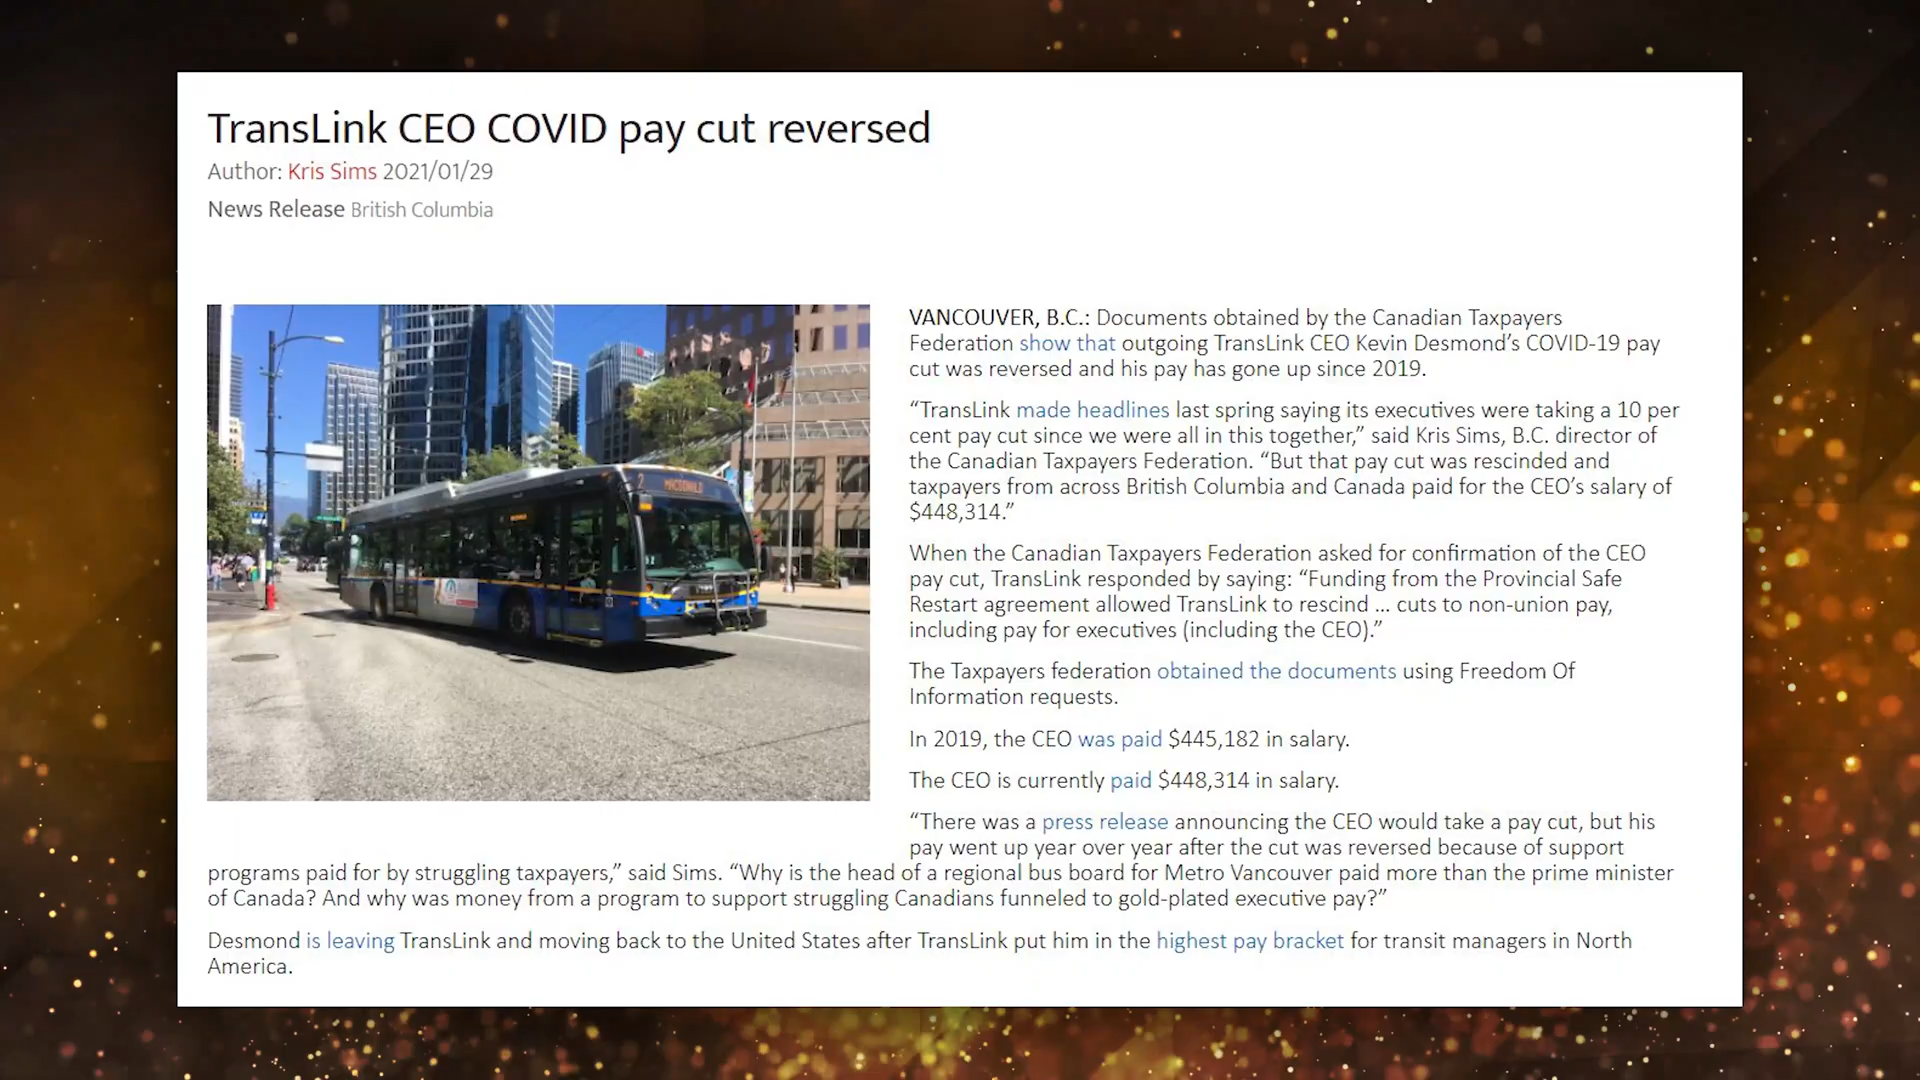 TransLink CEO COVID pay cut reversed
Author: Kris Sims 2021/01/29
News Release British Columbia
2 MACDONALD
VANCOUVER, B.C.: Documents obtained by the Canadian Taxpayers
Federation show that outgoing TransLink CEO Kevin Desmond’s COVID-19 pay
cut was reversed and his pay has gone up since 2019.
“TransLink made headlines last spring saying its executives were taking a 10 per
cent pay cut since we were all in this together,” said Kris Sims, B.C. director of
the Canadian Taxpayers Federation. “But that pay cut was rescinded and
taxpayers from across British Columbia and Canada paid for the CEO’s salary of
$448,314.”
When the Canadian Taxpayers Federation asked for confirmation of the CEO
pay cut, TransLink responded by saying: “Funding from the Provincial Safe
Restart agreement allowed TransLink to rescind ... cuts to non-union pay,
including pay for executives (including the CEO).”
The Taxpayers federation obtained the documents using Freedom Of
Information requests.
In 2019, the CEO was paid $445,182 in salary.
The CEO is currently paid $448,314 in salary.
“There was a press release announcing the CEO would take a pay cut, but his
pay went up year over year after the cut was reversed because of support
programs paid for by struggling taxpayers,” said Sims. “Why is the head of a regional bus board for Metro Vancouver paid more than the prime minister
of Canada? And why was money from a program to support struggling Canadians funneled to gold-plated executive pay?”
Desmond is leaving TransLink and moving back to the United States after TransLink put him in the highest pay bracket for transit managers in North
America.